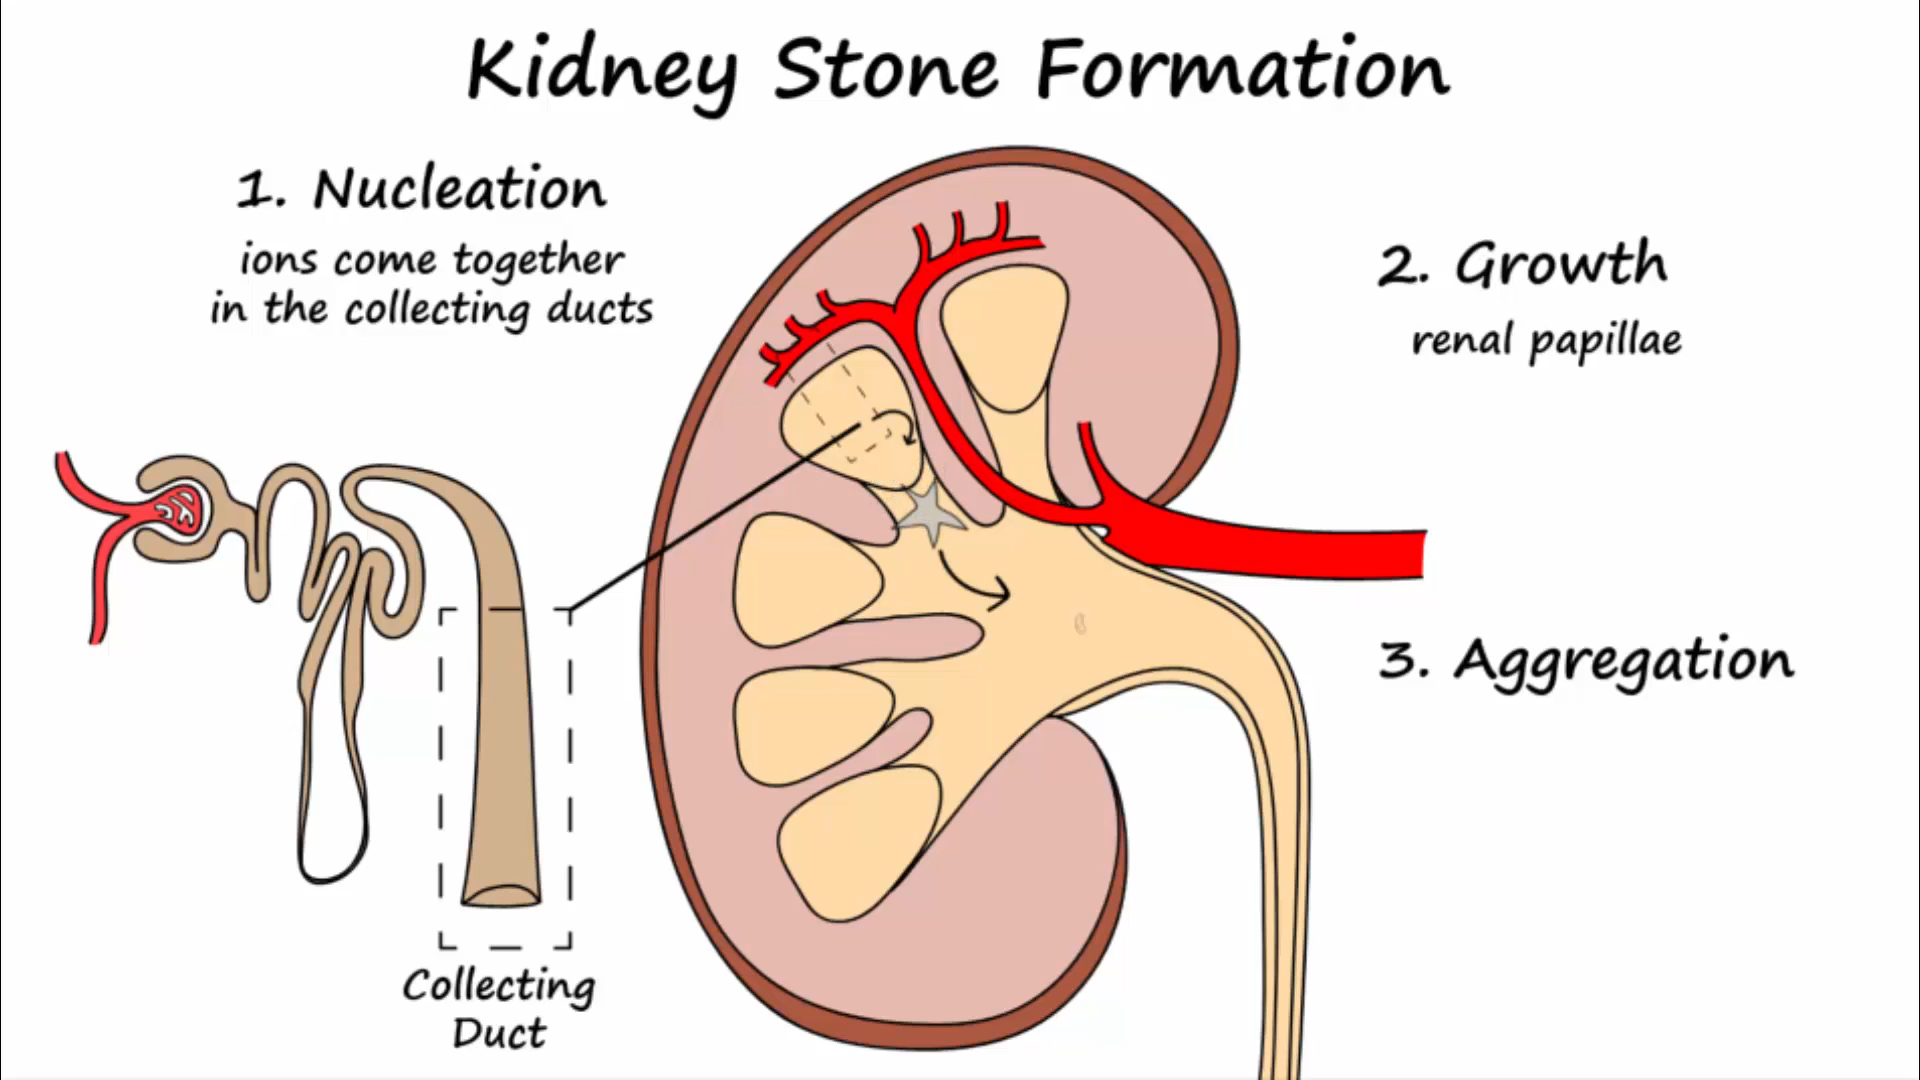 Kidney Stone Formation
1. Nucleation
ions come together
in the collecting ducts
2. Growth
renal papillae
3. Aggregation
Collecting
Duct